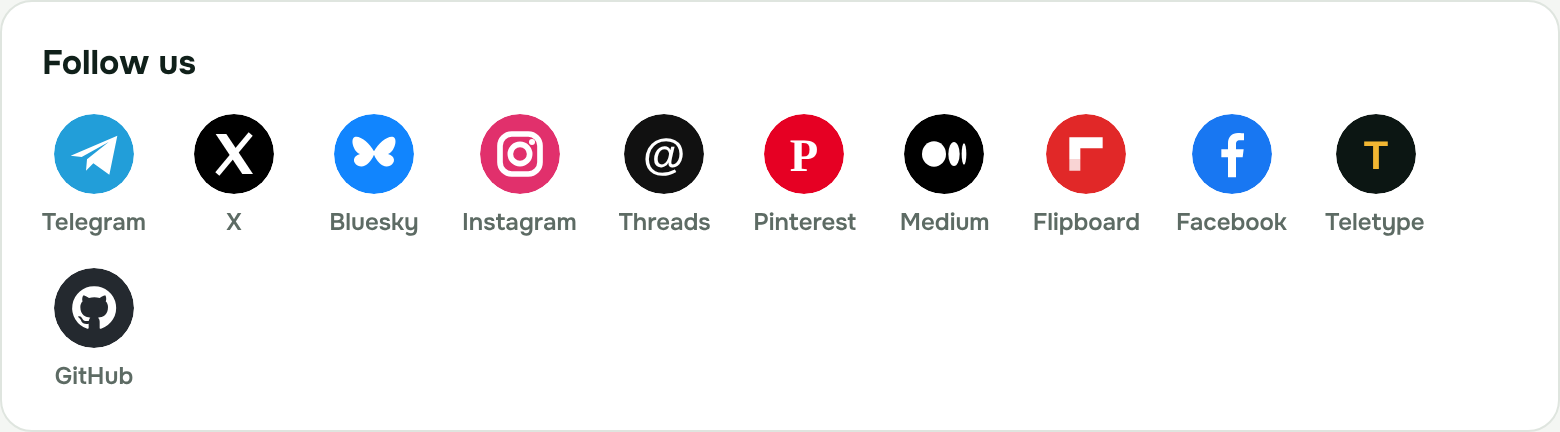 Follow us
Telegram X Bluesky Instagram Threads Pinterest Medium Flipboard Facebook Teletype
GitHub